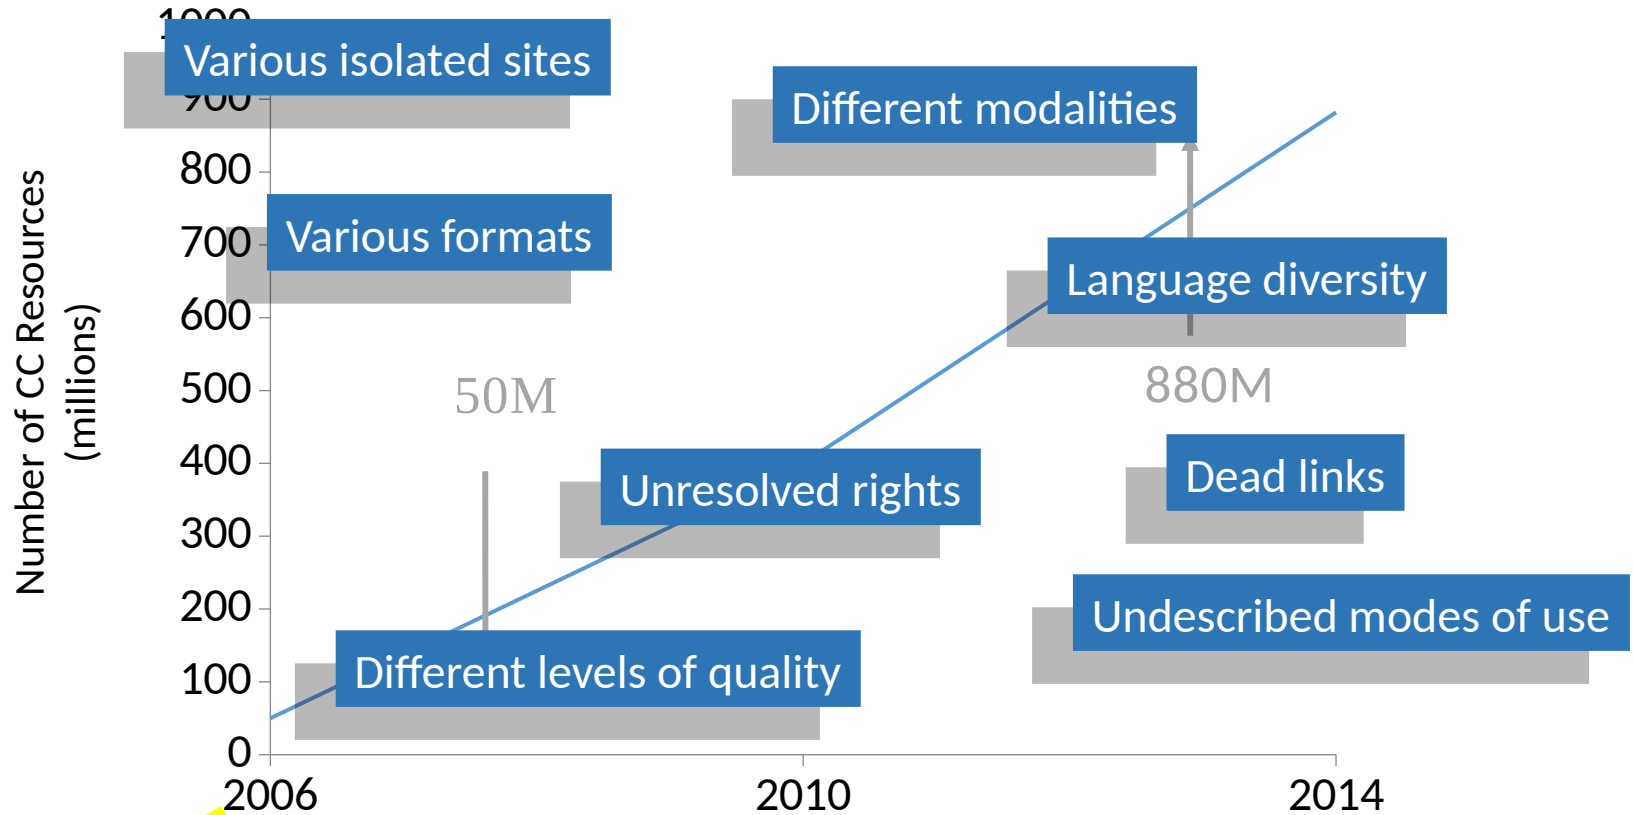 1000
Various isolated sites
900
Different modalities
800
Various formats
700
Language diversity
600
Number of CC Resources
(millions)
500
50M
880M
400
Unresolved rights
Dead links
300
200
Undescribed modes of use
Different levels of quality
100
0
2006
2010
2014